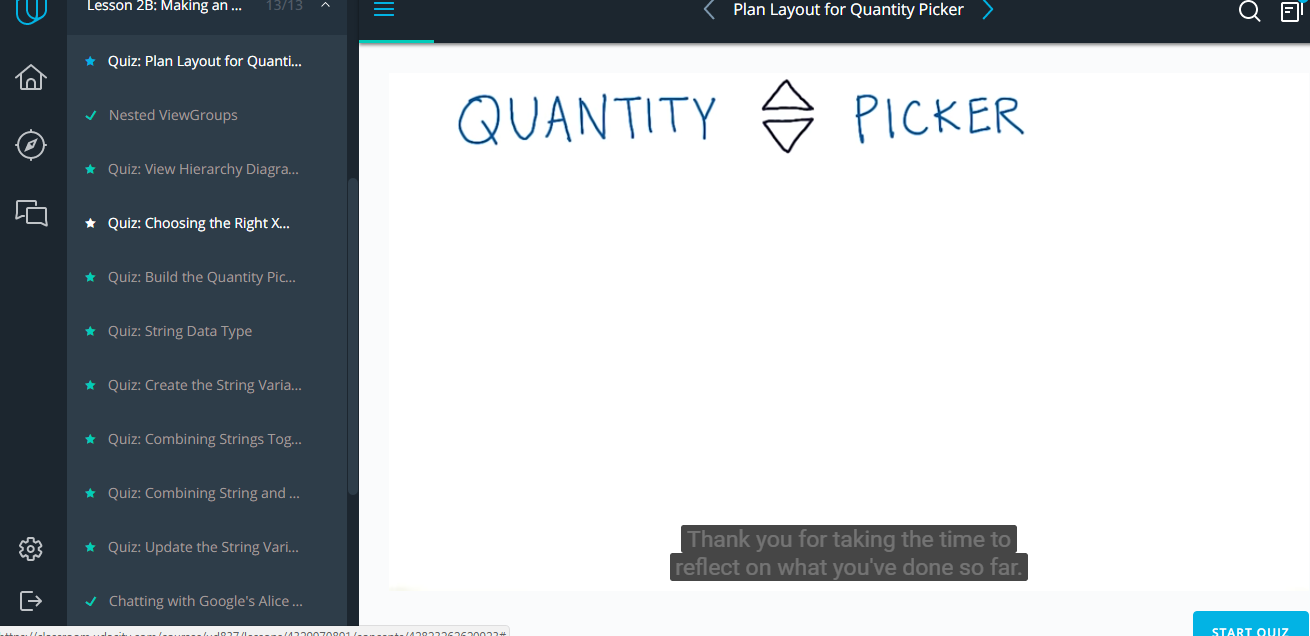 Lesson 2B: Making an ... 13/13
Plan Layout for Quantity Picker
Quiz: Plan Layout for Quanti...
Nested ViewGroups
Quiz: View Hierarchy Diagra...
Quiz: Choosing the Right X...
Quiz: Build the Quantity Pic...
Quiz: String Data Type
Quiz: Create the String Varia...
Quiz: Combining Strings Tog...
Quiz: Combining String and ...
Quiz: Update the String Vari...
Chatting with Google's Alice ...
QUANTITY PICKER
Thank you for taking the time to
reflect on what you've done so far.
START QUIZ